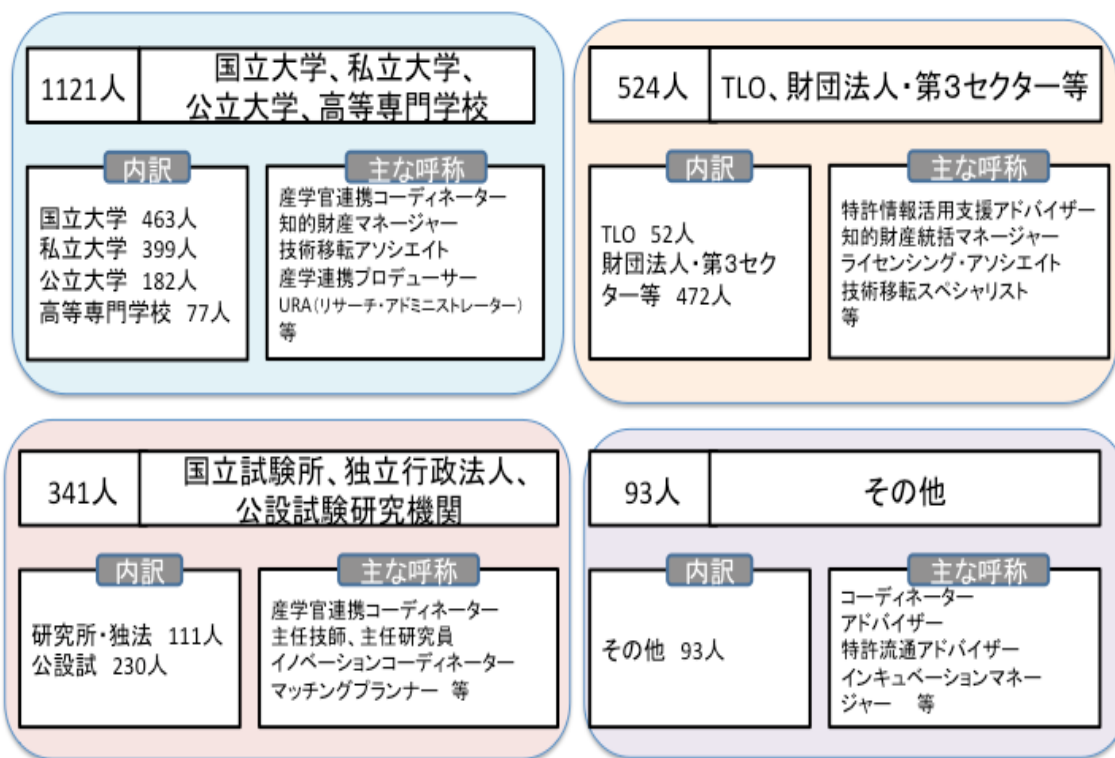 1121人
国立大学、私立大学、
公立大学、高等専門学校
内訳
国立大学 463人
私立大学 399人
公立大学 182人
高等専門学校 77人
主な呼称
産学官連携コーディネーター
知的財産マネージャー
技術移転アソシエイト
産学連携プロデューサー
URA(リサーチ・アドミニストレーター)
等
524人
TLO、財団法人・第3セクター等
内訳
TLO 52人
財団法人・第3セク
ター等 472人
主な呼称
特許情報活用支援アドバイザー
知的財産統括マネージャー
ライセンシング・アソシエイト
技術移転スペシャリスト
等
341人
国立試験所、独立行政法人、
公設試験研究機関
内訳
研究所・独法 111人
公設試 230人
主な呼称
産学官連携コーディネーター
主任技師、主任研究員
イノベーションコーディネーター
マッチングプランナー 等
93人
その他
内訳
その他 93人
主な呼称
コーディネーター
アドバイザー
特許流通アドバイザー
インキュベーションマネー
ジャー 等